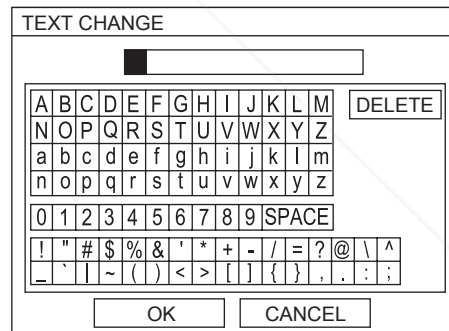 TEXT CHANGE
A B C D E F G H I J K L M DELETE
N O P Q R S T U V W X Y Z
a b c d e f g h i j k l m
n o p q r s t u v w x y z
0 1 2 3 4 5 6 7 8 9 SPACE
! " # $ % & ' * + - / = ? @ \ ^
_ ` | ~ ( ) < > [ ] { } , . : ;
OK CANCEL